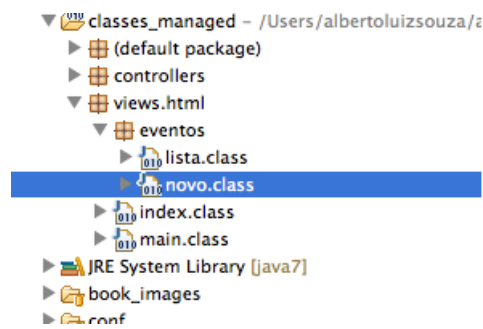 classes_managed – /Users/albertoluizsouza/a
(default package)
controllers
views.html
eventos
lista.class
novo.class
index.class
main.class
JRE System Library [java7]
book_images
conf